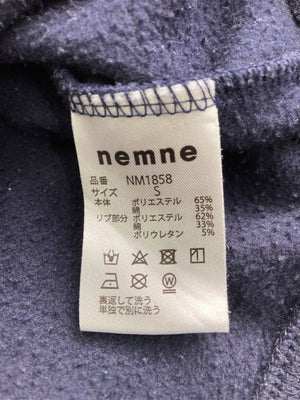 nemne
品番 NM1858
サイズ S
本体 ポリエステル 65%
綿 35%
リブ部分 ポリエステル 62%
綿 33%
ポリウレタン 5%
裏返して洗う
単独で別に洗う